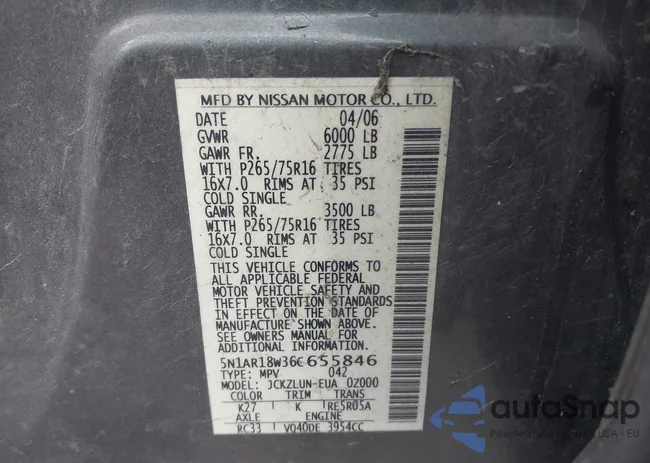 MFD BY NISSAN MOTOR CO., LTD.
DATE 04/06
GVWR 6000 LB
GAWR FR. 2775 LB
WITH P265/75R16 TIRES
16X7.0 RIMS AT 35 PSI
COLD SINGLE
GAWR RR. 3500 LB
WITH P265/75R16 TIRES
16X7.0 RIMS AT 35 PSI
COLD SINGLE
THIS VEHICLE CONFORMS TO
ALL APPLICABLE FEDERAL
MOTOR VEHICLE SAFETY AND
THEFT PREVENTION STANDARDS
IN EFFECT ON THE DATE OF
MANUFACTURE SHOWN ABOVE.
SEE OWNERS MANUAL FOR
ADDITIONAL INFORMATION
5N1AR18W36C655846
TYPE: MPV 042
MODEL: JCKZLUN-EUA 0Z000
COLOR TRIM TRANS
K27 K RE5R05A
AXLE ENGINE
RC33 VQ40DE 3954CC
autoSnap
USA | EU